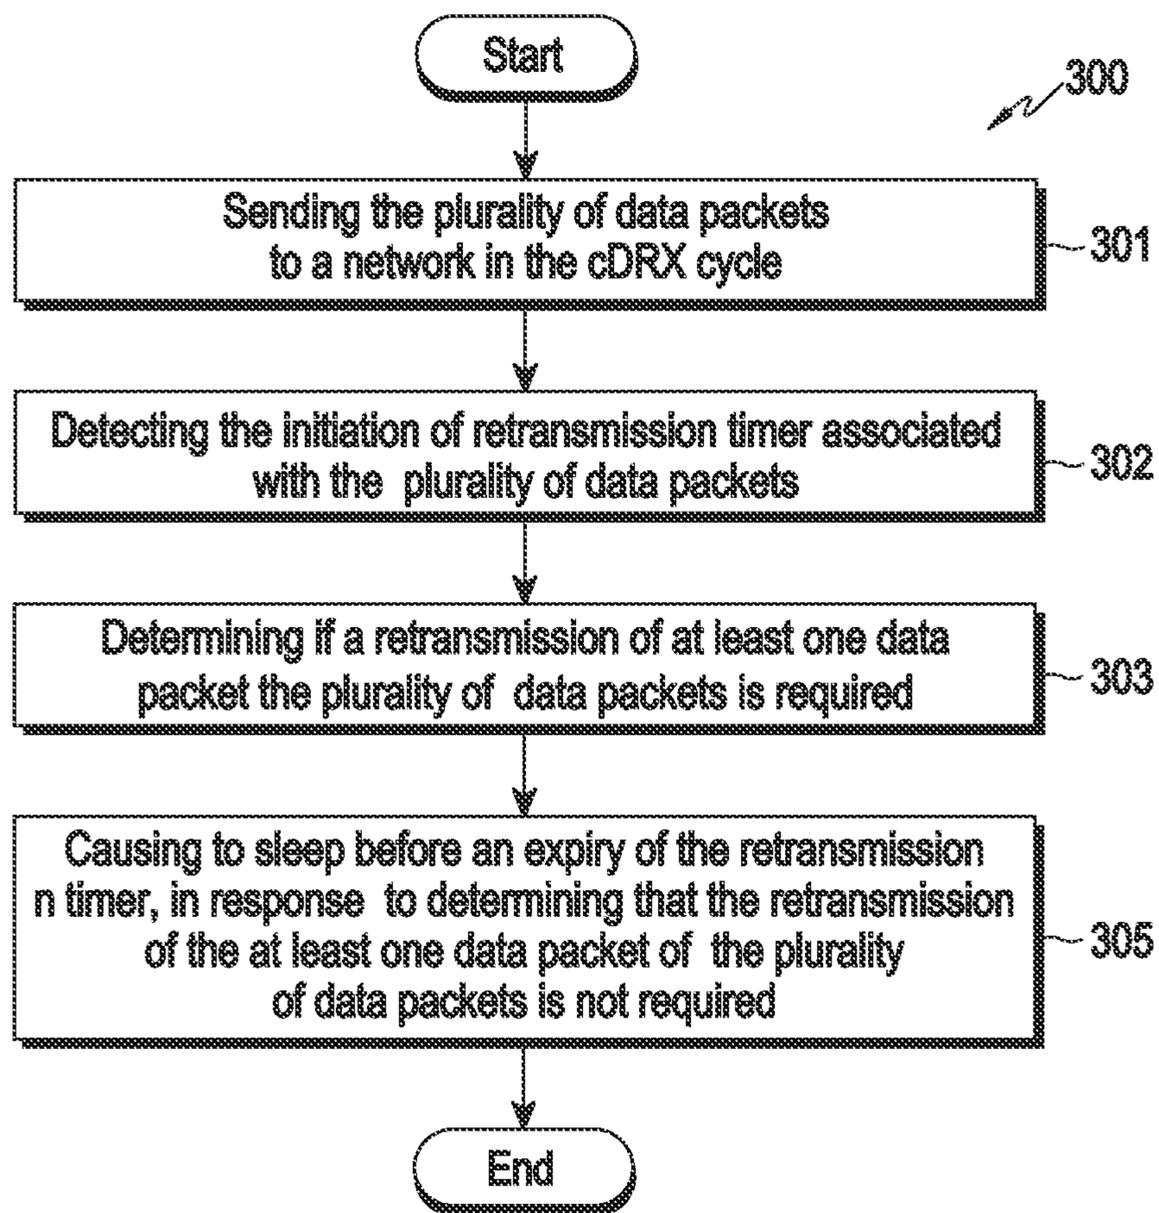 Start
300
Sending the plurality of data packets
to a network in the cDRX cycle
301
Detecting the initiation of retransmission timer associated
with the plurality of data packets
302
Determining if a retransmission of at least one data
packet the plurality of data packets is required
303
Causing to sleep before an expiry of the retransmission
n timer, in response to determining that the retransmission
of the at least one data packet of the plurality
of data packets is not required
305
End